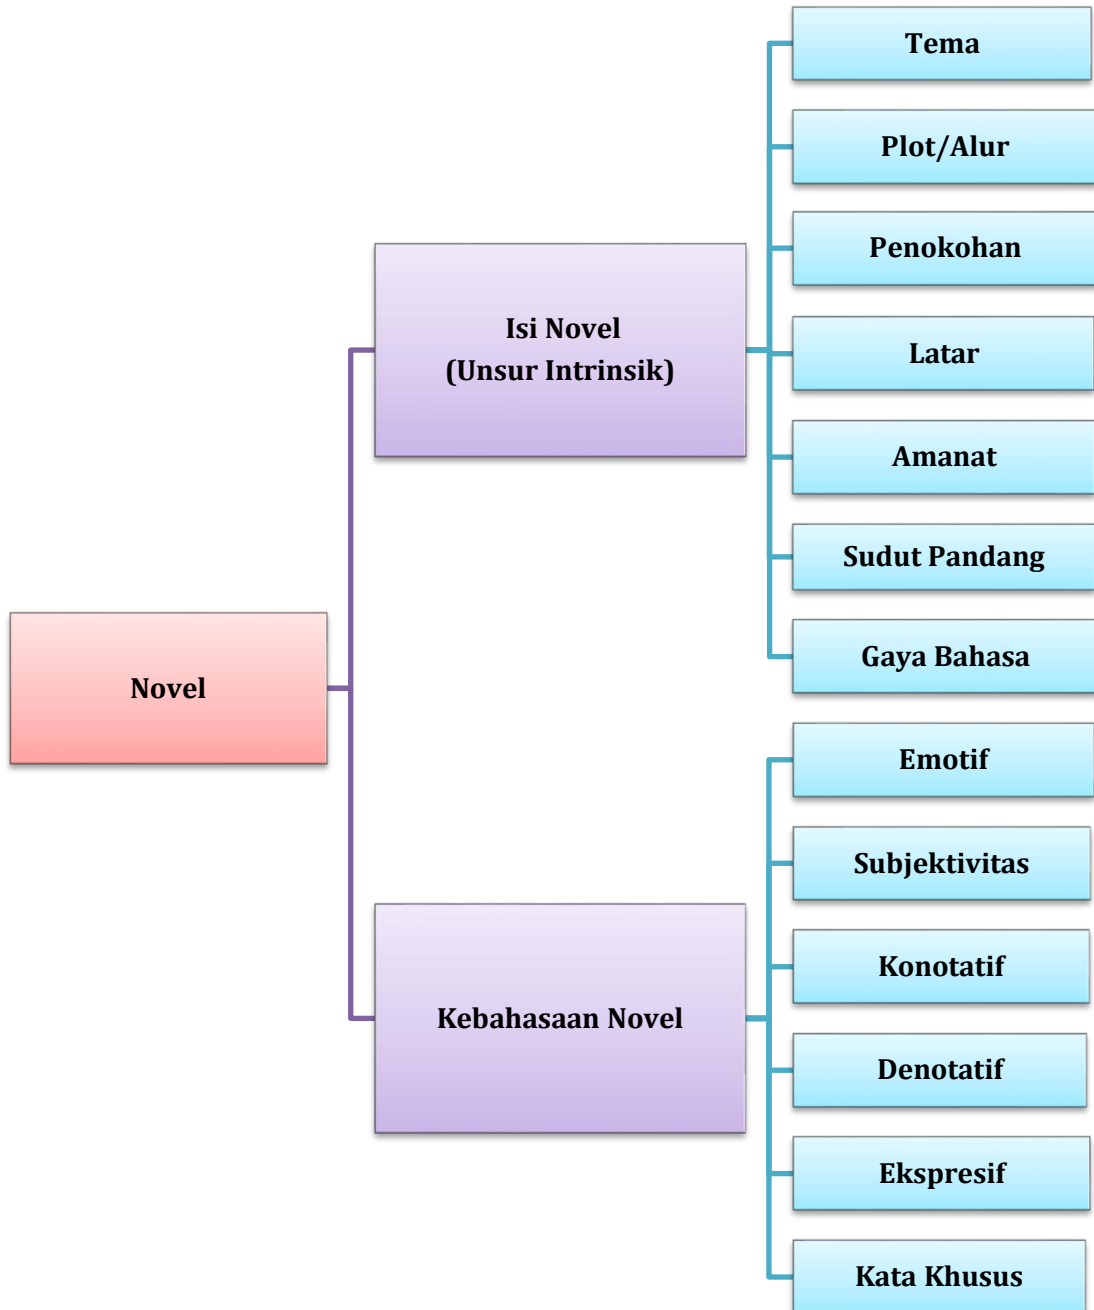 Novel
Isi Novel
(Unsur Intrinsik)
Tema
Plot/Alur
Penokohan
Latar
Amanat
Sudut Pandang
Gaya Bahasa
Kebahasaan Novel
Emotif
Subjektivitas
Konotatif
Denotatif
Ekspresif
Kata Khusus